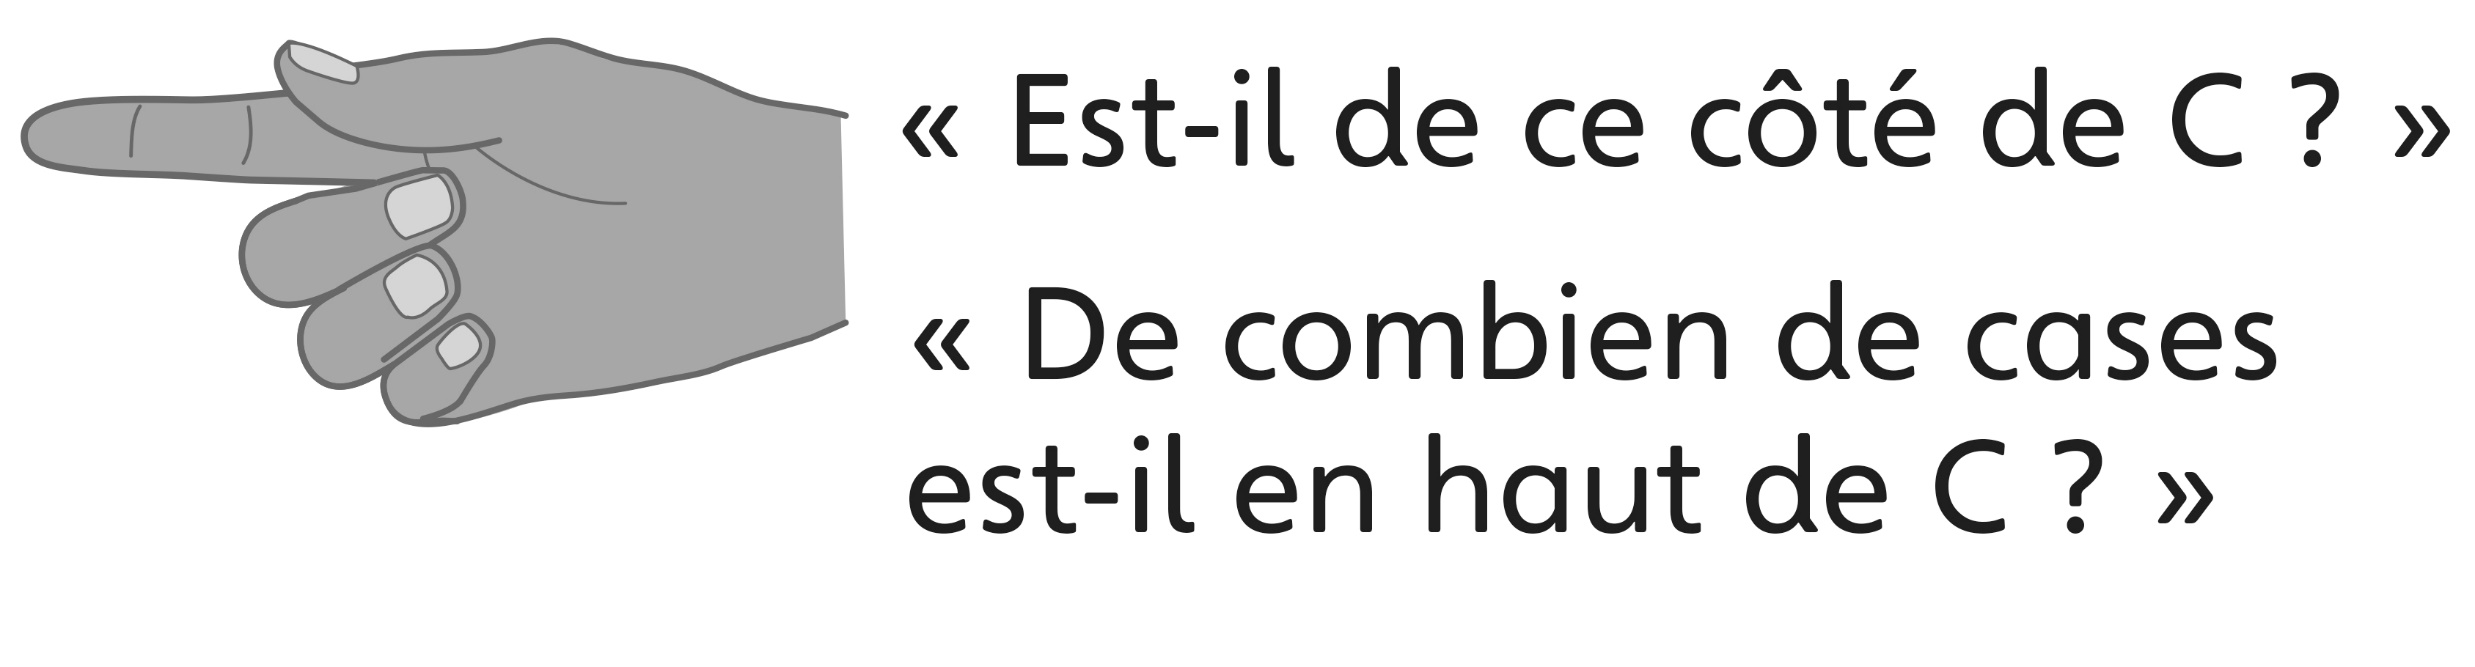 « Est-il de ce côté de C ? »
« De combien de cases
est-il en haut de C ? »